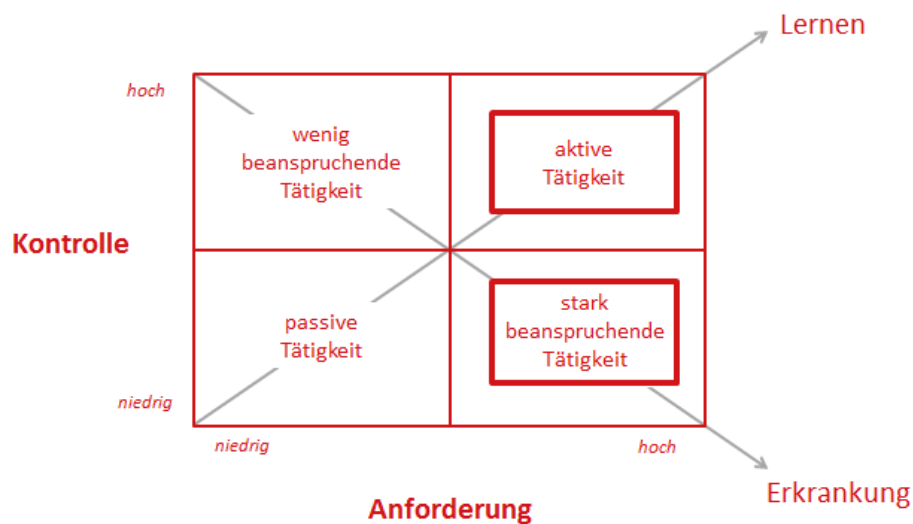 Lernen
hoch
wenig
beanspruchende
Tätigkeit
aktive
Tätigkeit
Kontrolle
passive
Tätigkeit
stark
beanspruchende
Tätigkeit
niedrig
niedrig
hoch
Erkrankung
Anforderung